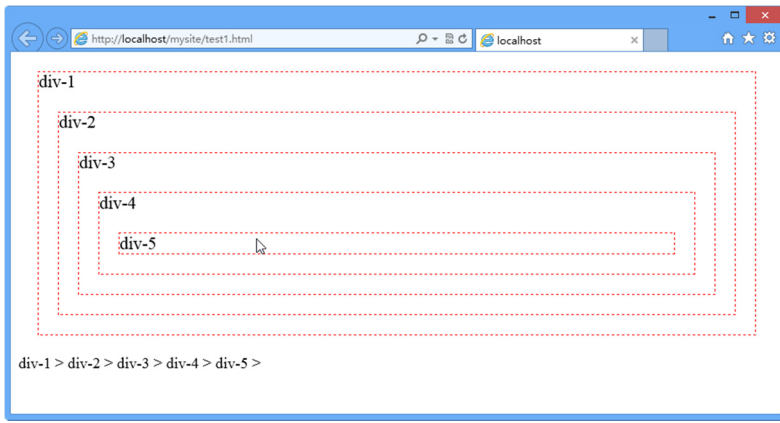 http://localhost/mysite/test1.html
localhost
div-1
div-2
div-3
div-4
div-5
div-1 > div-2 > div-3 > div-4 > div-5 >